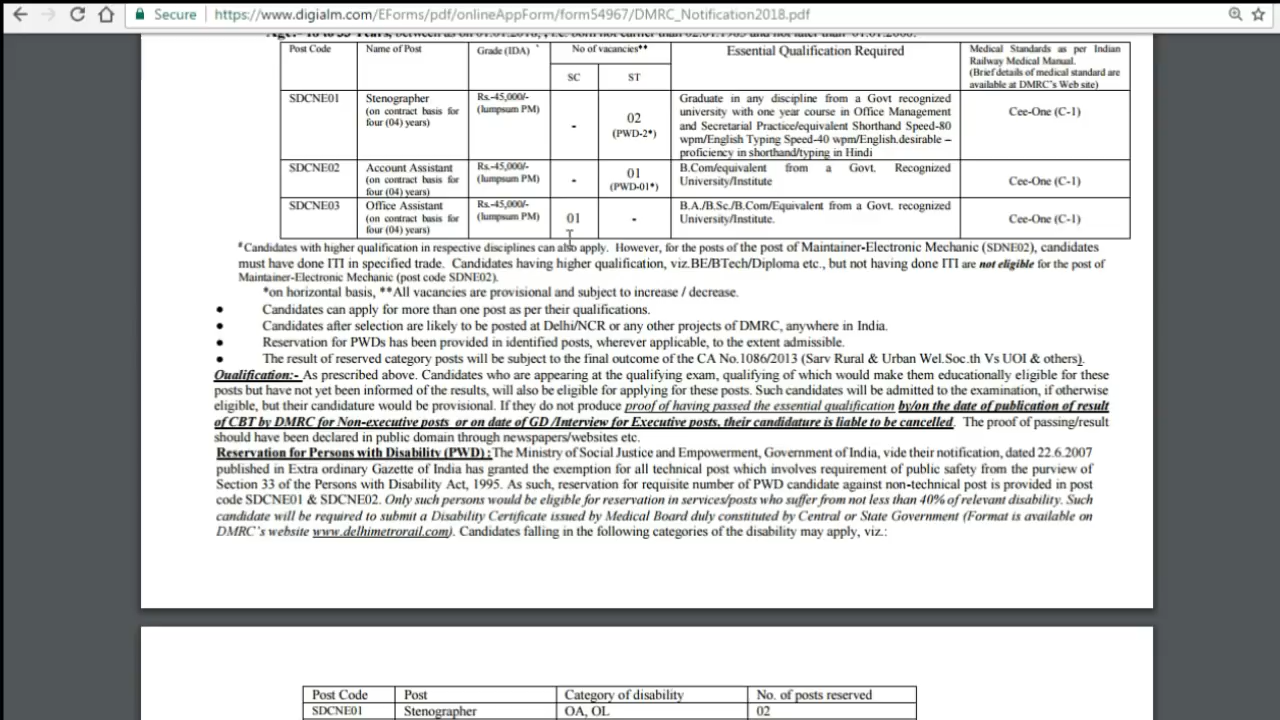 Secure https://www.digialm.com/EForms/pdf/onlineAppForm/form54967/DMRC_Notification2018.pdf
Post Code Name of Post Grade (IDA) No of vacancies** Essential Qualification Required Medical Standards as per Indian
Railway Medical Manual.
(Brief details of medical standard are
available at DMRC's Web site)
SC ST
SDCNE01 Stenographer Rs.-45,000/- Graduate in any discipline from a Govt recognized
(on contract basis for (lumpsum PM) - 02 university with one year course in Office Management Cee-One (C-1)
four (04) years) (PWD-2*) and Secretarial Practice/equivalent Shorthand Speed-80
wpm/English Typing Speed-40 wpm/English.desirable –
proficiency in shorthand/typing in Hindi
SDCNE02 Account Assistant Rs.-45,000/- B.Com/equivalent from a Govt. Recognized
(on contract basis for (lumpsum PM) - 01 University/Institute Cee-One (C-1)
four (04) years) (PWD-01*)
SDCNE03 Office Assistant Rs.-45,000/- B.A./B.Sc./B.Com/Equivalent from a Govt. recognized
(on contract basis for (lumpsum PM) 01 - University/Institute. Cee-One (C-1)
four (04) years)
#Candidates with higher qualification in respective disciplines can also apply. However, for the posts of the post of Maintainer-Electronic Mechanic (SDNE02), candidates
must have done ITI in specified trade. Candidates having higher qualification, viz.BE/BTech/Diploma etc., but not having done ITI are not eligible for the post of
Maintainer-Electronic Mechanic (post code SDNE02).
*on horizontal basis, **All vacancies are provisional and subject to increase / decrease.
• Candidates can apply for more than one post as per their qualifications.
• Candidates after selection are likely to be posted at Delhi/NCR or any other projects of DMRC, anywhere in India.
• Reservation for PWDs has been provided in identified posts, wherever applicable, to the extent admissible.
• The result of reserved category posts will be subject to the final outcome of the CA No.1086/2013 (Sarv Rural & Urban Wel.Soc.th Vs UOI & others).
Qualification:- As prescribed above. Candidates who are appearing at the qualifying exam, qualifying of which would make them educationally eligible for these
posts but have not yet been informed of the results, will also be eligible for applying for these posts. Such candidates will be admitted to the examination, if otherwise
eligible, but their candidature would be provisional. If they do not produce proof of having passed the essential qualification by/on the date of publication of result
of CBT by DMRC for Non-executive posts or on date of GD /Interview for Executive posts, their candidature is liable to be cancelled. The proof of passing/result
should have been declared in public domain through newspapers/websites etc.
Reservation for Persons with Disability (PWD) :The Ministry of Social Justice and Empowerment, Government of India, vide their notification, dated 22.6.2007
published in Extra ordinary Gazette of India has granted the exemption for all technical post which involves requirement of public safety from the purview of
Section 33 of the Persons with Disability Act, 1995. As such, reservation for requisite number of PWD candidate against non-technical post is provided in post
code SDCNE01 & SDCNE02. Only such persons would be eligible for reservation in services/posts who suffer from not less than 40% of relevant disability. Such
candidate will be required to submit a Disability Certificate issued by Medical Board duly constituted by Central or State Government (Format is available on
DMRC's website www.delhimetrorail.com). Candidates falling in the following categories of the disability may apply, viz.:
Post Code Post Category of disability No. of posts reserved
SDCNE01 Stenographer OA, OL 02